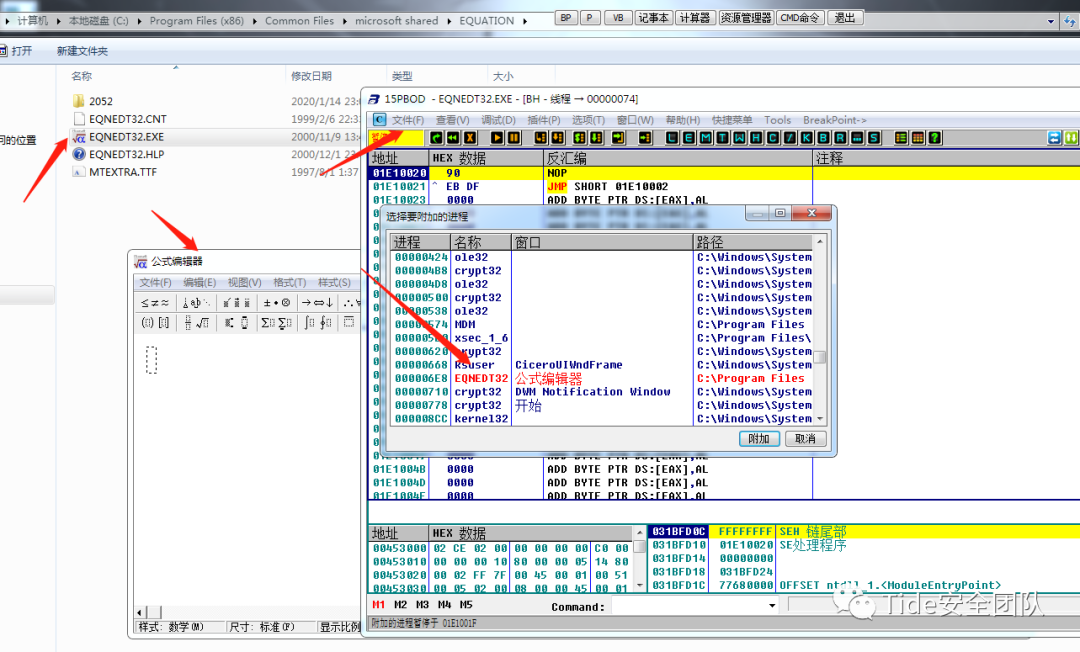 计算机 ▸ 本地磁盘 (C:) ▸ Program Files (x86) ▸ Common Files ▸ microsoft shared ▸ EQUATION ▸
BP P VB 记事本 计算器 资源管理器 CMD命令 退出
打开 新建文件夹
名称 修改日期 类型 大小
2052 2020/1/14 23:
EQNEDT32.CNT 1999/2/6 22:3
EQNEDT32.EXE 2000/11/9 13:
EQNEDT32.HLP 2000/12/1 2
MTEXTRA.TTF 1997/8/1 1:37
问的位置
15PBOD - EQNEDT32.EXE - [BH - 线程 → 00000074]
文件(F) 查看(V) 调试(D) 插件(P) 选项(T) 窗口(W) 帮助(H) 快捷菜单 Tools BreakPoint->
L E M T W H C / K B R ... S
地址 HEX 数据 反汇编 注释
01E10020 90 NOP
01E10021 ^ EB DF JMP SHORT 01E10002
01E10023 0000 ADD BYTE PTR DS:[EAX],AL
选择要附加的进程
进程 名称 窗口 路径
00000424 ole32 C:\Windows\System
000004B8 crypt32 C:\Windows\System
000004D8 ole32 C:\Windows\System
00000500 crypt32 C:\Windows\System
00000538 ole32 C:\Windows\System
00000574 MDM C:\Program Files
xsec_1_6 C:\Program Files\
00000620 crypt32 C:\Windows\System
00000668 ksuser CiceroUIWndFrame C:\Windows\System
000006E8 EQNEDT32 公式编辑器 C:\Program Files
00000710 crypt32 DWM Notification Window C:\Windows\System
00000778 crypt32 开始 C:\Windows\System
000008CC kernel32 C:\Windows\System
附加 取消
公式编辑器
文件(F) 编辑(E) 视图(V) 格式(T) 样式(S)
样式: 数学(M) 尺寸: 标准(F) 显示比例
ADD BYTE PTR DS:[EAX],AL
01E1004B 0000 ADD BYTE PTR DS:[EAX],AL
01E1004D 0000 ADD BYTE PTR DS:[EAX],AL
01E1004F 0000 ADD BYTE PTR DS:[EAX],AL
地址 HEX 数据
00453000 02 CE 02 00 00 00 00 00 C0 00
00453010 00 00 00 10 80 00 00 05 14 80
00453020 00 02 FF 7F 00 45 00 01 00 51
00453030 00 05 02 00 08 00 00 45 00 01
031BFD0C FFFFFFFF SEH 链尾部
031BFD10 01E10020 SE处理程序
031BFD14 00000000
031BFD18 031BFD24
031BFD1C 77680000 OFFSET ntdll_1.<ModuleEntryPoint>
M1 M2 M3 M4 M5 Command:
附加的进程暂停于 01E1001F
Tide安全团队